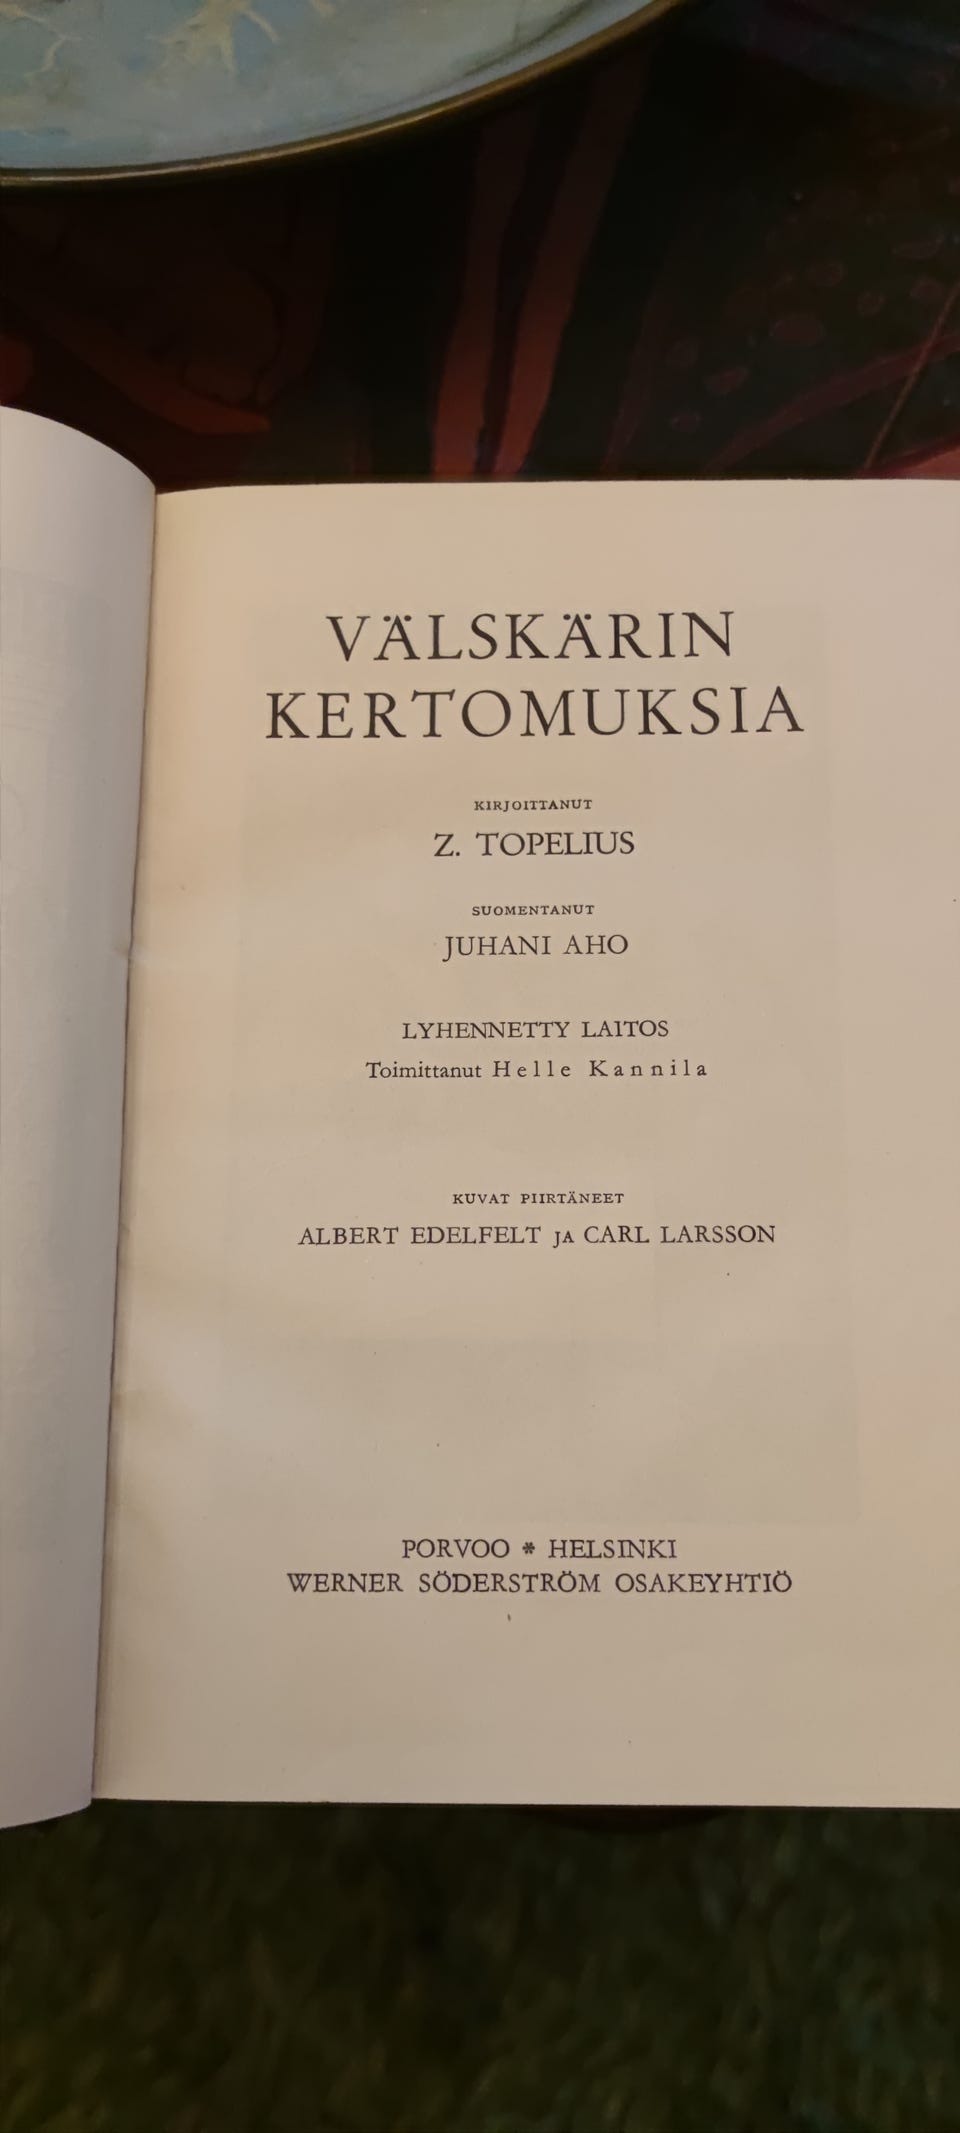 VÄLSKÄRIN
KERTOMUKSIA
KIRJOITTANUT
Z. TOPELIUS
SUOMENTANUT
JUHANI AHO
LYHENNETTY LAITOS
Toimittanut Helle Kannila
KUVAT PIIRTÄNEET
ALBERT EDELFELT JA CARL LARSSON
PORVOO * HELSINKI
WERNER SÖDERSTRÖM OSAKEYHTIÖ